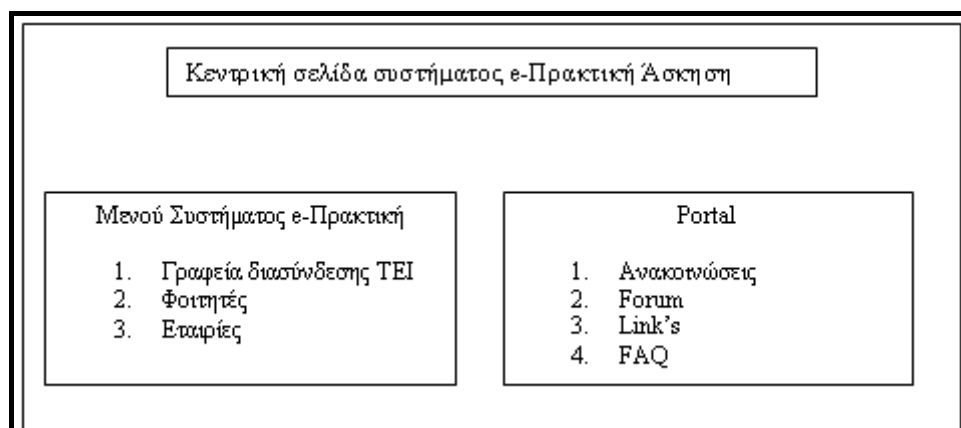 Κεντρική σελίδα συστήματος e-Πρακτική Άσκηση
Μενού Συστήματος e-Πρακτική
1. Γραφεία διασύνδεσης ΤΕΙ
2. Φοιτητές
3. Εταιρίες
Portal
1. Ανακοινώσεις
2. Forum
3. Link's
4. FAQ